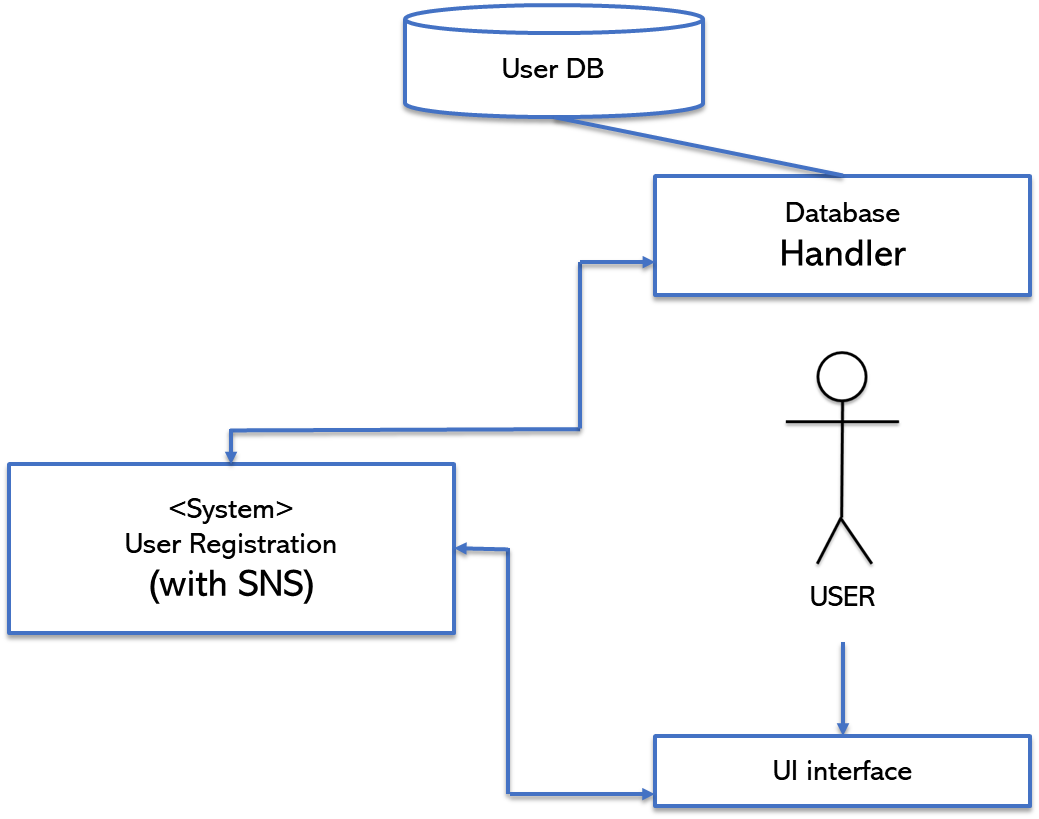 User DB
Database
Handler
<System>
User Registration
(with SNS)
USER
UI interface